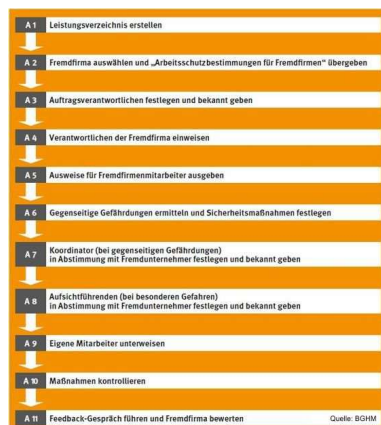 A 1 Leistungsverzeichnis erstellen
A 2 Fremdfirma auswählen und „Arbeitsschutzbestimmungen für Fremdfirmen“ übergeben
A 3 Auftragsverantwortlichen festlegen und bekannt geben
A 4 Verantwortlichen der Fremdfirma einweisen
A 5 Ausweise für Fremdfirmenmitarbeiter ausgeben
A 6 Gegenseitige Gefährdungen ermitteln und Sicherheitsmaßnahmen festlegen
A 7 Koordinator (bei gegenseitigen Gefährdungen)
in Abstimmung mit Fremdunternehmer festlegen und bekannt geben
A 8 Aufsichtführenden (bei besonderen Gefahren)
in Abstimmung mit Fremdunternehmer festlegen und bekannt geben
A 9 Eigene Mitarbeiter unterweisen
A 10 Maßnahmen kontrollieren
A 11 Feedback-Gespräch führen und Fremdfirma bewerten Quelle: BGHM